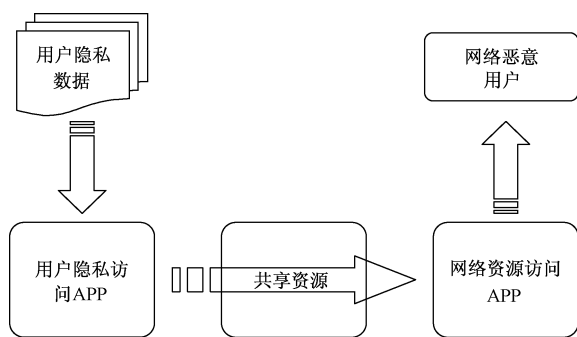 用户隐私
数据
网络恶意
用户
用户隐私访
问APP
共享资源
网络资源访问
APP